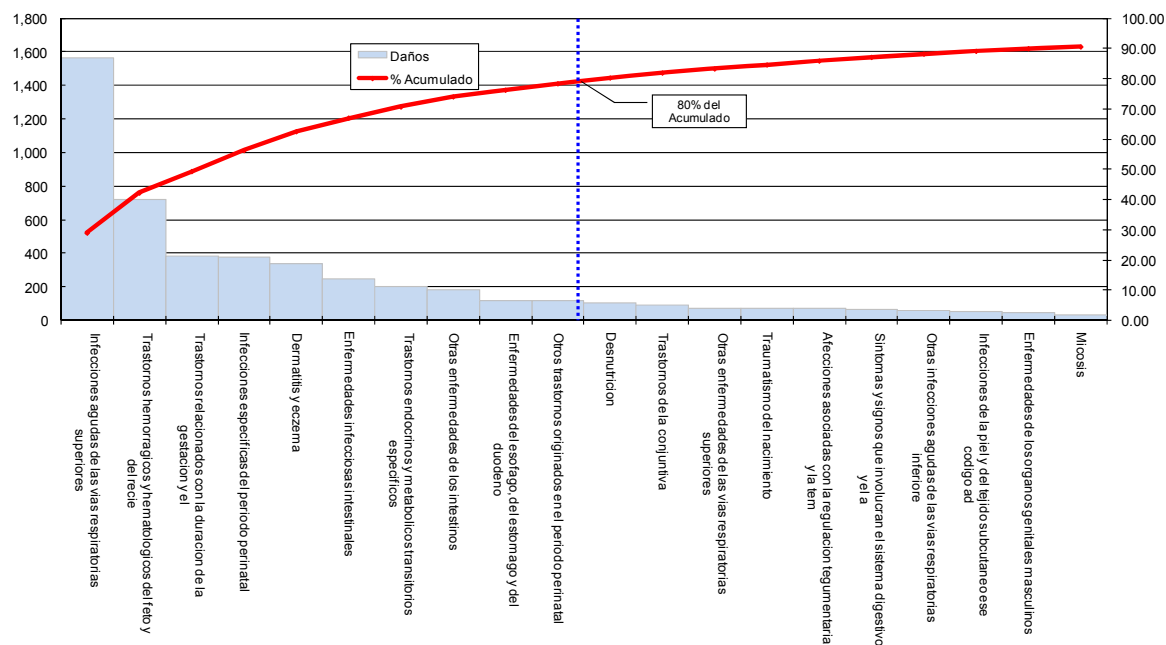 1,800
1,600
1,400
1,200
1,000
800
600
400
200
0
Daños
% Acumulado
80% del
Acumulado
100.00
90.00
80.00
70.00
60.00
50.00
40.00
30.00
20.00
10.00
0.00
Infecciones agudas de las vias respiratorias
superiores
Trastornos hemorragicos y hematologicos del feto y
del recie
Trastornos relacionados con la duracion de la
gestacion y el
Infecciones específicas del periodo perinatal
Dermatitis y eczema
Enfermedades infecciosas intestinales
Trastornos endocrinos y metabolicos transitorios
especificos
Otras enfermedades de los intestinos
Enfermedades del esofago, del estomago y del
duodeno
Otros trastornos originados en el periodo perinatal
Desnutricion
Trastornos de la conjuntiva
Otras enfermedades de las vias respiratorias
superiores
Traumatismo del nacimiento
Afecciones asociadas con la regulacion tegumentaria
y la tem
Sintomas y signos que involucran el sistema digestivo
y el a
Otras infecciones agudas de las vias respiratorias
inferiore
Infecciones de la piel y del tejido subcutaneo ese
codigo ad
Enfermedades de los organos genitales masculinos
Micosis